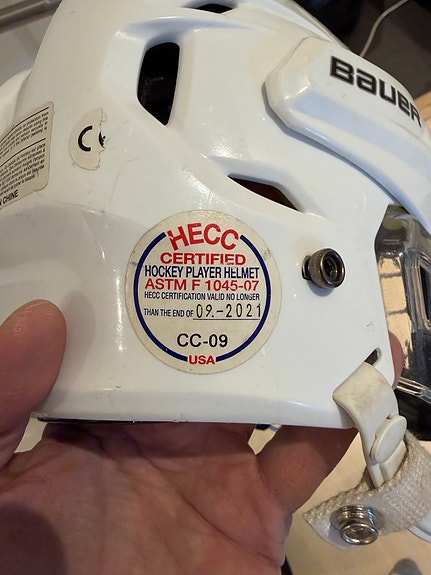 BAUER
HECC
CERTIFIED
HOCKEY PLAYER HELMET
ASTM F 1045-07
HECC CERTIFICATION VALID NO LONGER
THAN THE END OF 09.-2021
CC-09
USA